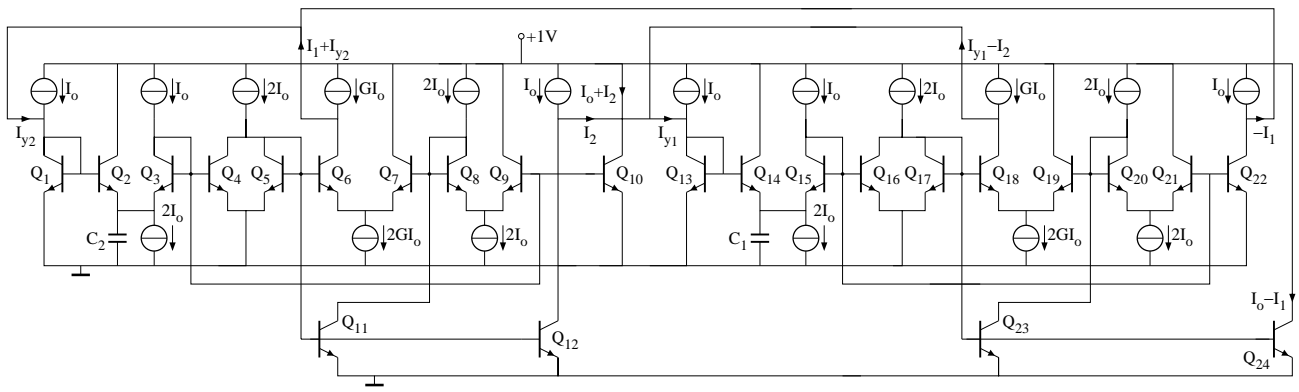 +1V
I1+Iy2
Iy1−I2
Io
Io
2Io
GIo
2Io
Io
Io+I2
Io
Io
2Io
GIo
2Io
Io
Iy2
I2
Iy1
−I1
Q1
Q2
Q3
Q4
Q5
Q6
Q7
Q8
Q9
Q10
Q13
Q14
Q15
Q16
Q17
Q18
Q19
Q20
Q21
Q22
C2
2Io
2GIo
2Io
C1
2Io
2GIo
2Io
Io−I1
Q11
Q12
Q23
Q24